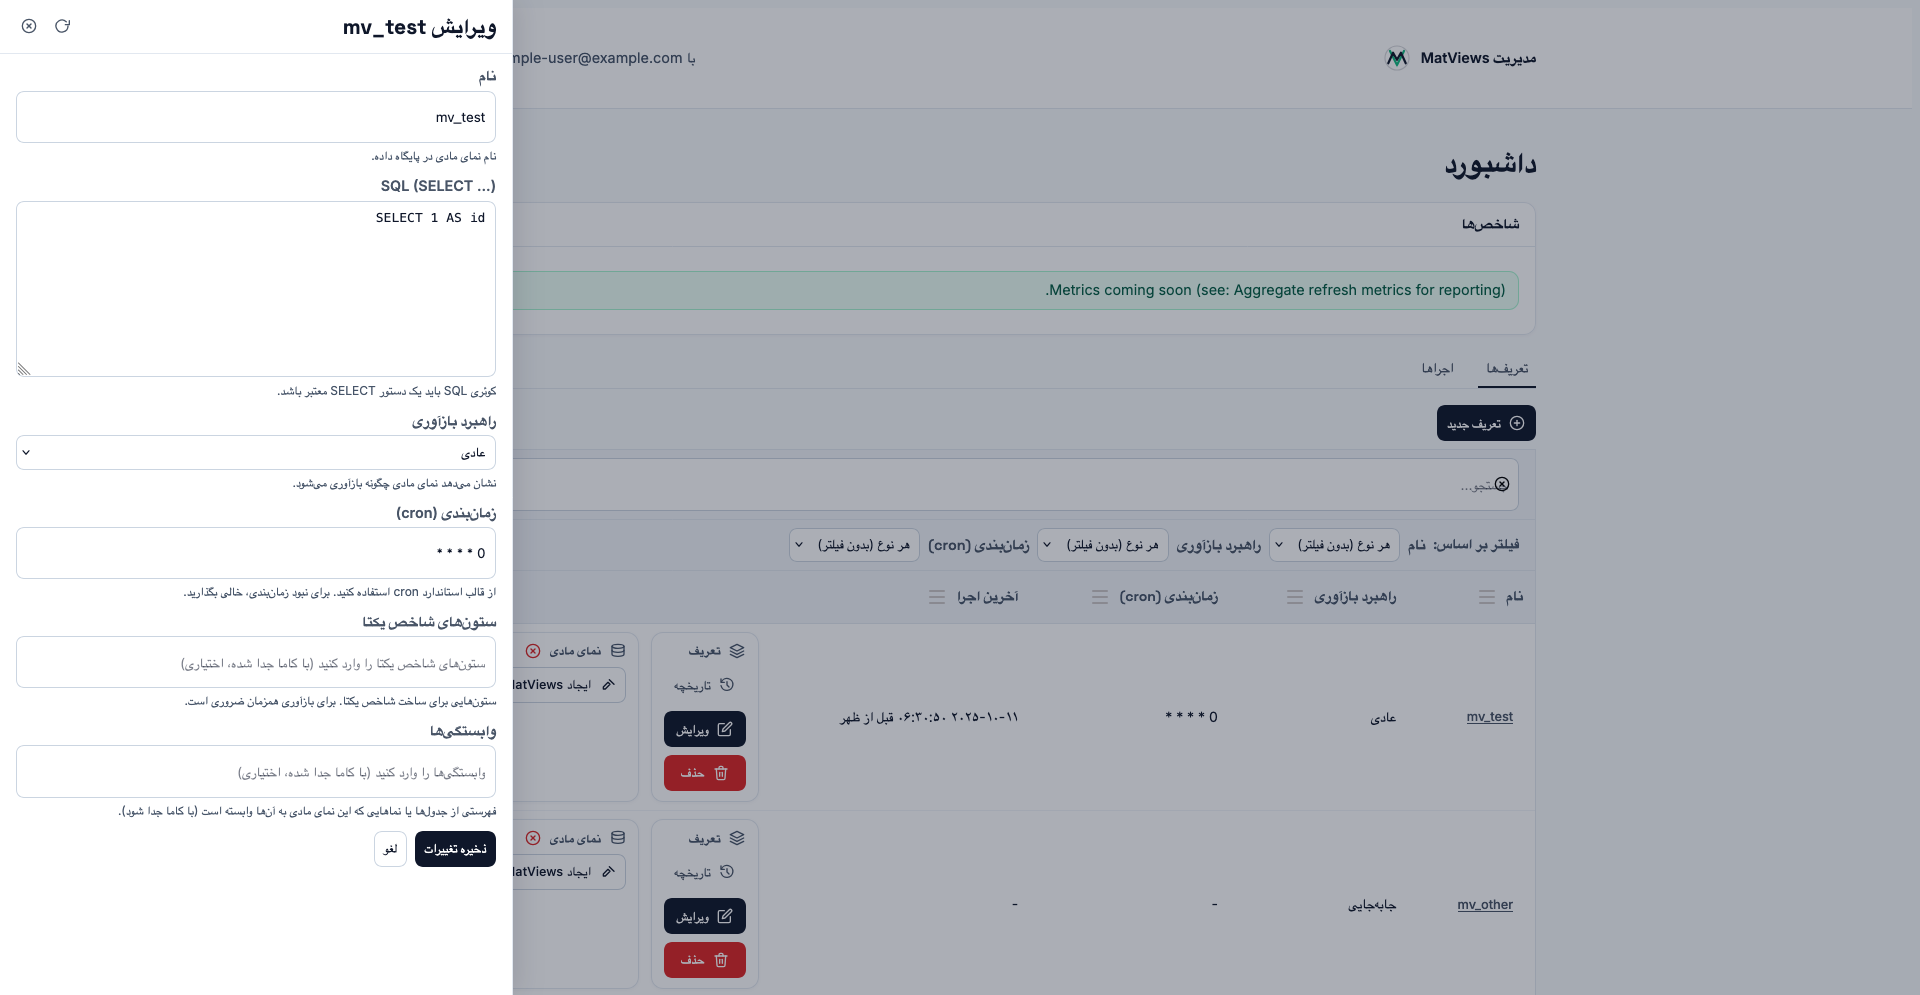 ویرایش mv_test
نام
mv_test
نام نمای مادی در پایگاه داده.
SQL (SELECT ...)
SELECT 1 AS id
کوئری SQL باید یک دستور SELECT معتبر باشد.
راهبرد بازآوری
عادی
نشان می‌دهد نمای مادی چگونه بازآوری می‌شود.
زمان‌بندی (cron)
0 * * * *
از قالب استاندارد cron استفاده کنید. برای نبود زمان‌بندی، خالی بگذارید.
ستون‌های شاخص یکتا
ستون‌های شاخص یکتا را وارد کنید (با کاما جدا شده، اختیاری)
ستون‌هایی برای ساخت شاخص یکتا. برای بازآوری همزمان ضروری است.
وابستگی‌ها
وابستگی‌ها را وارد کنید (با کاما جدا شده، اختیاری)
فهرستی از جدول‌ها یا نماهایی که این نمای مادی به آن‌ها وابسته است (با کاما جدا شود).
ذخیره تغییرات
لغو
مدیریت MatViews
با mple-user@example.com
داشبورد
شاخص‌ها
Metrics coming soon (see: Aggregate refresh metrics for reporting).
تعریف‌ها
اجراها
تعریف جدید
فیلتر بر اساس: نام هر نوع (بدون فیلتر) راهبرد بازآوری هر نوع (بدون فیلتر) زمان‌بندی (cron) هر نوع (بدون فیلتر)
نام راهبرد بازآوری زمان‌بندی (cron) آخرین اجرا
mv_test عادی 0 * * * * ۲۰۲۵-۱۰-۱۱ ۰۶:۳۰:۵۰ قبل از ظهر
تعریف
تاریخچه
ویرایش
حذف
نمای مادی
ایجاد MatViews
mv_other جابه‌جایی - -
تعریف
تاریخچه
ویرایش
حذف
نمای مادی
ایجاد MatViews